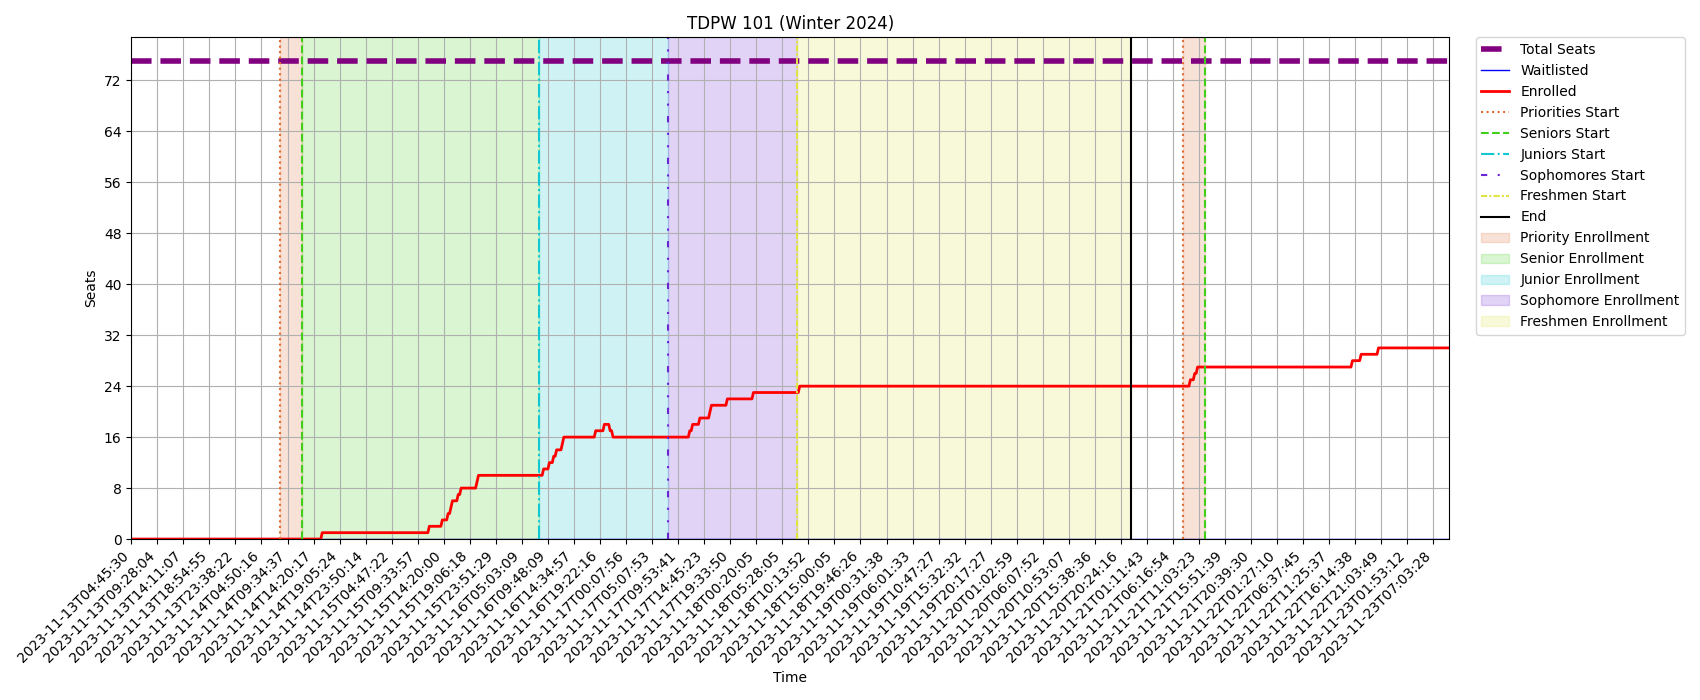 TDPW 101 (Winter 2024)
Seats
72
64
56
48
40
32
24
16
8
0
2023-11-13T04:45:30
2023-11-13T09:28:04
2023-11-13T14:11:07
2023-11-13T18:54:55
2023-11-13T23:38:22
2023-11-14T04:50:16
2023-11-14T09:34:37
2023-11-14T14:20:17
2023-11-14T19:05:24
2023-11-14T23:50:14
2023-11-15T04:47:22
2023-11-15T09:33:57
2023-11-15T14:20:00
2023-11-15T19:06:18
2023-11-15T23:51:29
2023-11-16T05:03:09
2023-11-16T09:48:09
2023-11-16T14:34:57
2023-11-16T19:22:16
2023-11-17T00:07:56
2023-11-17T05:07:53
2023-11-17T09:53:41
2023-11-17T14:45:23
2023-11-17T19:33:50
2023-11-18T00:20:05
2023-11-18T05:28:05
2023-11-18T10:13:52
2023-11-18T15:00:05
2023-11-18T19:46:26
2023-11-19T00:31:38
2023-11-19T06:01:33
2023-11-19T10:47:27
2023-11-19T15:32:32
2023-11-19T20:17:27
2023-11-20T01:02:59
2023-11-20T06:07:52
2023-11-20T10:53:07
2023-11-20T15:38:36
2023-11-20T20:24:16
2023-11-21T01:11:43
2023-11-21T06:16:54
2023-11-21T11:03:23
2023-11-21T15:51:39
2023-11-21T20:39:30
2023-11-22T01:27:10
2023-11-22T06:37:45
2023-11-22T11:25:37
2023-11-22T16:14:38
2023-11-22T21:03:49
2023-11-23T01:53:12
2023-11-23T07:03:28
Time
Total Seats
Waitlisted
Enrolled
Priorities Start
Seniors Start
Juniors Start
Sophomores Start
Freshmen Start
End
Priority Enrollment
Senior Enrollment
Junior Enrollment
Sophomore Enrollment
Freshmen Enrollment